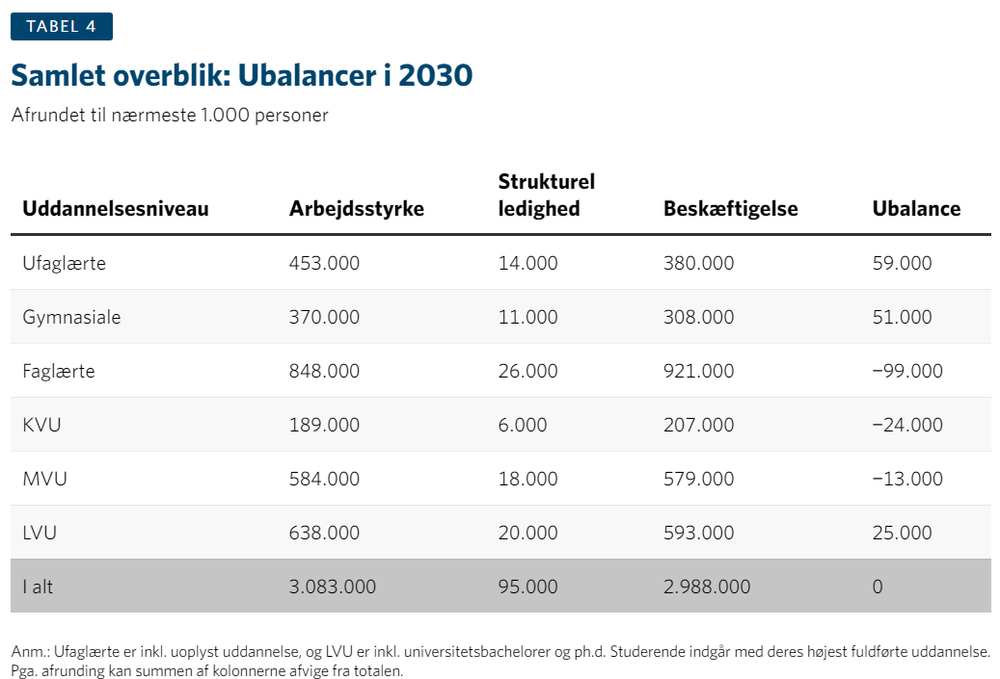 TABEL 4
Samlet overblik: Ubalancer i 2030
Afrundet til nærmeste 1.000 personer
Uddannelsesniveau Arbejdsstyrke Strukturel ledighed Beskæftigelse Ubalance
Ufaglærte 453.000 14.000 380.000 59.000
Gymnasiale 370.000 11.000 308.000 51.000
Faglærte 848.000 26.000 921.000 −99.000
KVU 189.000 6.000 207.000 −24.000
MVU 584.000 18.000 579.000 −13.000
LVU 638.000 20.000 593.000 25.000
I alt 3.083.000 95.000 2.988.000 0
Anm.: Ufaglærte er inkl. uoplyst uddannelse, og LVU er inkl. universitetsbachelorer og ph.d. Studerende indgår med deres højest fuldførte uddannelse.
Pga. afrunding kan summen af kolonnerne afvige fra totalen.